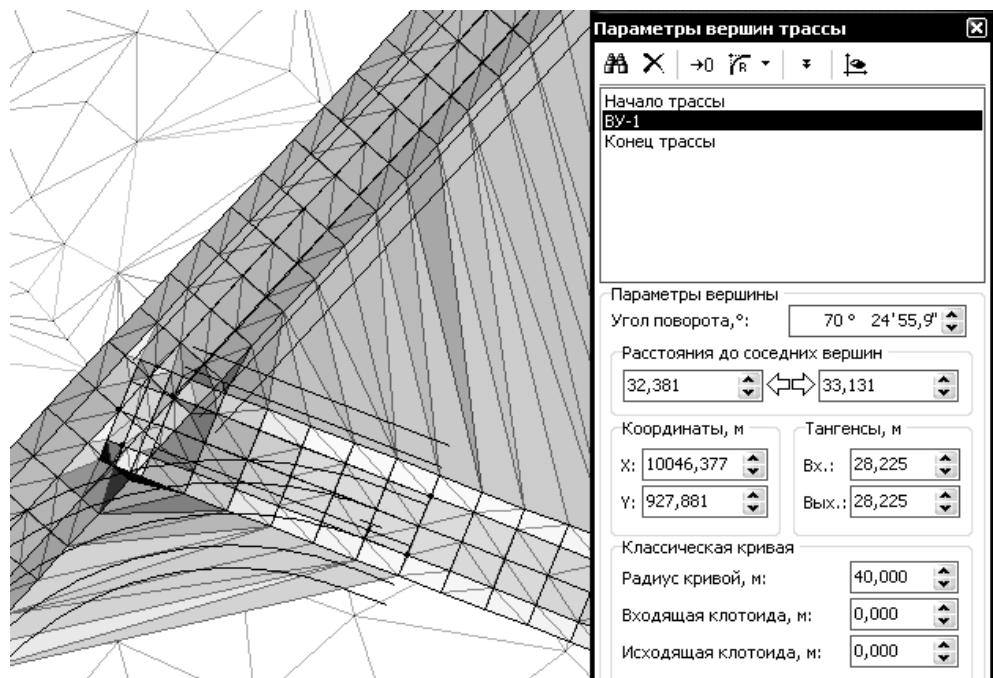 Параметры вершин трассы
→0 R
Начало трассы
ВУ-1
Конец трассы
Параметры вершины
Угол поворота,°: 70 ° 24'55,9"
Расстояния до соседних вершин
32,381 33,131
Координаты, м Тангенсы, м
X: 10046,377 Вх.: 28,225
Y: 927,881 Вых.: 28,225
Классическая кривая
Радиус кривой, м: 40,000
Входящая клотоида, м: 0,000
Исходящая клотоида, м: 0,000